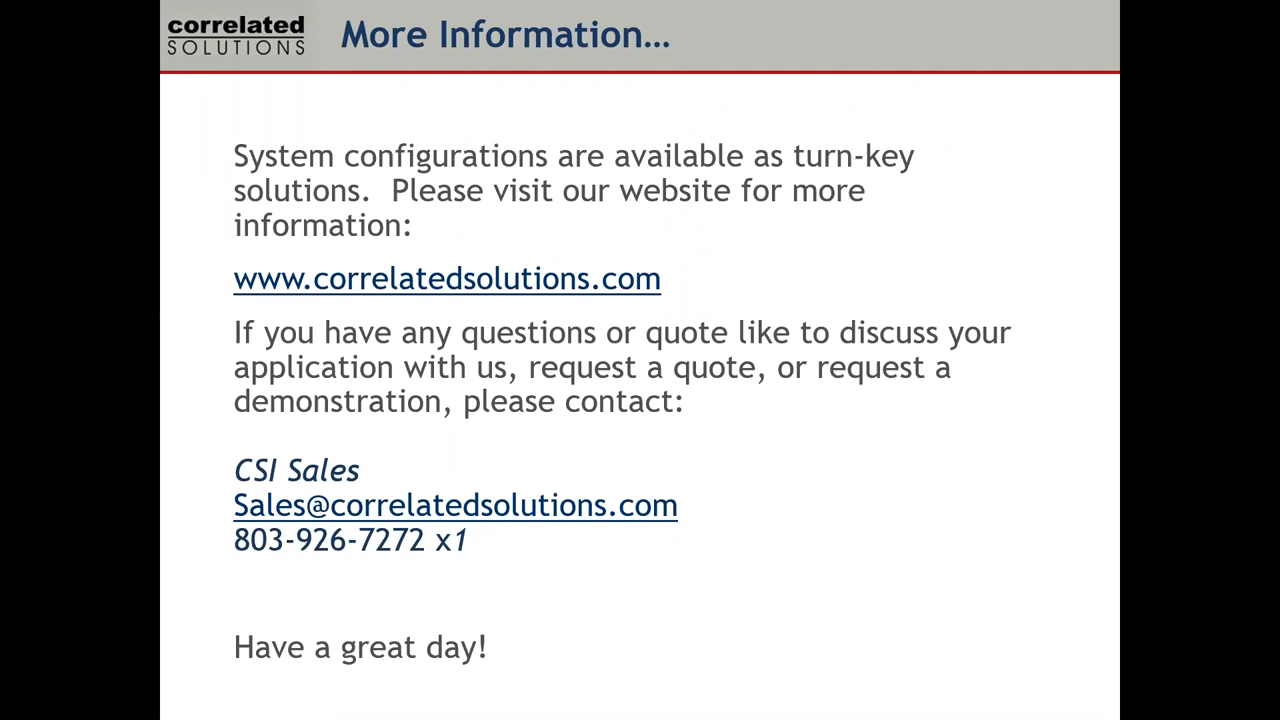 correlated
SOLUTIONS
More Information…
System configurations are available as turn-key
solutions.  Please visit our website for more
information:
www.correlatedsolutions.com
If you have any questions or quote like to discuss your
application with us, request a quote, or request a
demonstration, please contact:
CSI Sales
Sales@correlatedsolutions.com
803-926-7272 x1
Have a great day!